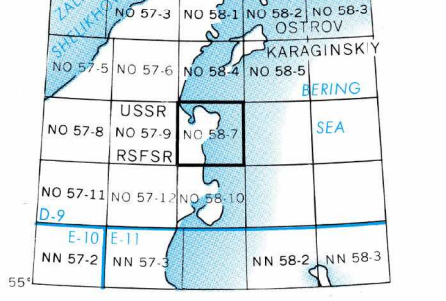 NO 57-3 NO 58-1 NO 58-2 NO 58-3
ZAL
SHELIKHO
OSTROV
KARAGINSKIY
NO 57-5 NO 57-6 NO 58-4 NO 58-5
BERING
SEA
USSR
NO 57-8 NO 57-9 NO 58-7
RSFSR
NO 57-11 NO 57-12 NO 58-10
D-9
E-10 E-11
NN 57-2 NN 57-3 NN 58-2 NN 58-3
55°